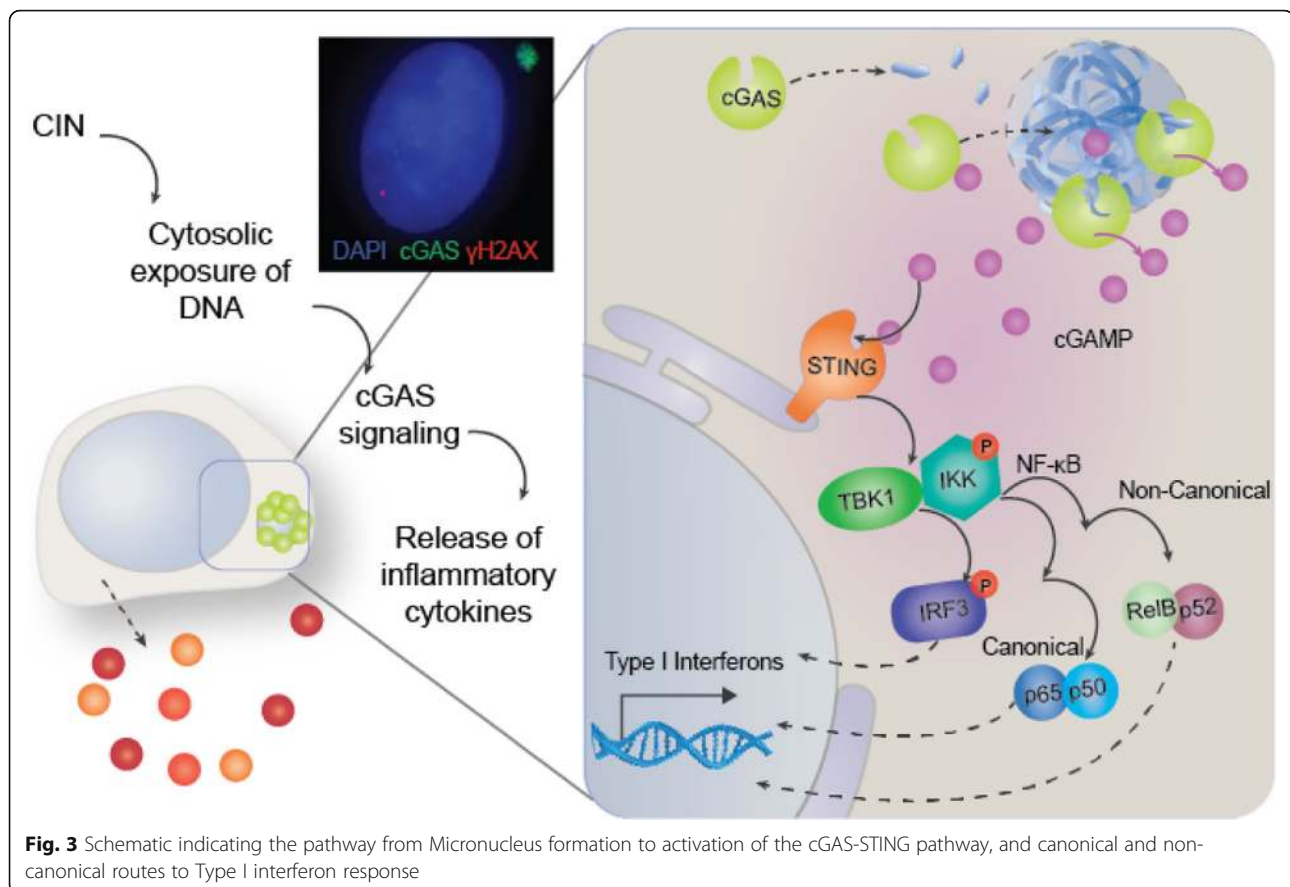 CIN
Cytosolic
exposure of
DNA
cGAS
signaling
Release of
inflammatory
cytokines
DAPI cGAS γH2AX
cGAS
cGAMP
STING
TBK1
IKK
P
NF-κB
Non-Canonical
IRF3
P
Canonical
RelB p52
p65 p50
Type I Interferons
Fig. 3 Schematic indicating the pathway from Micronucleus formation to activation of the cGAS-STING pathway, and canonical and non-
canonical routes to Type I interferon response